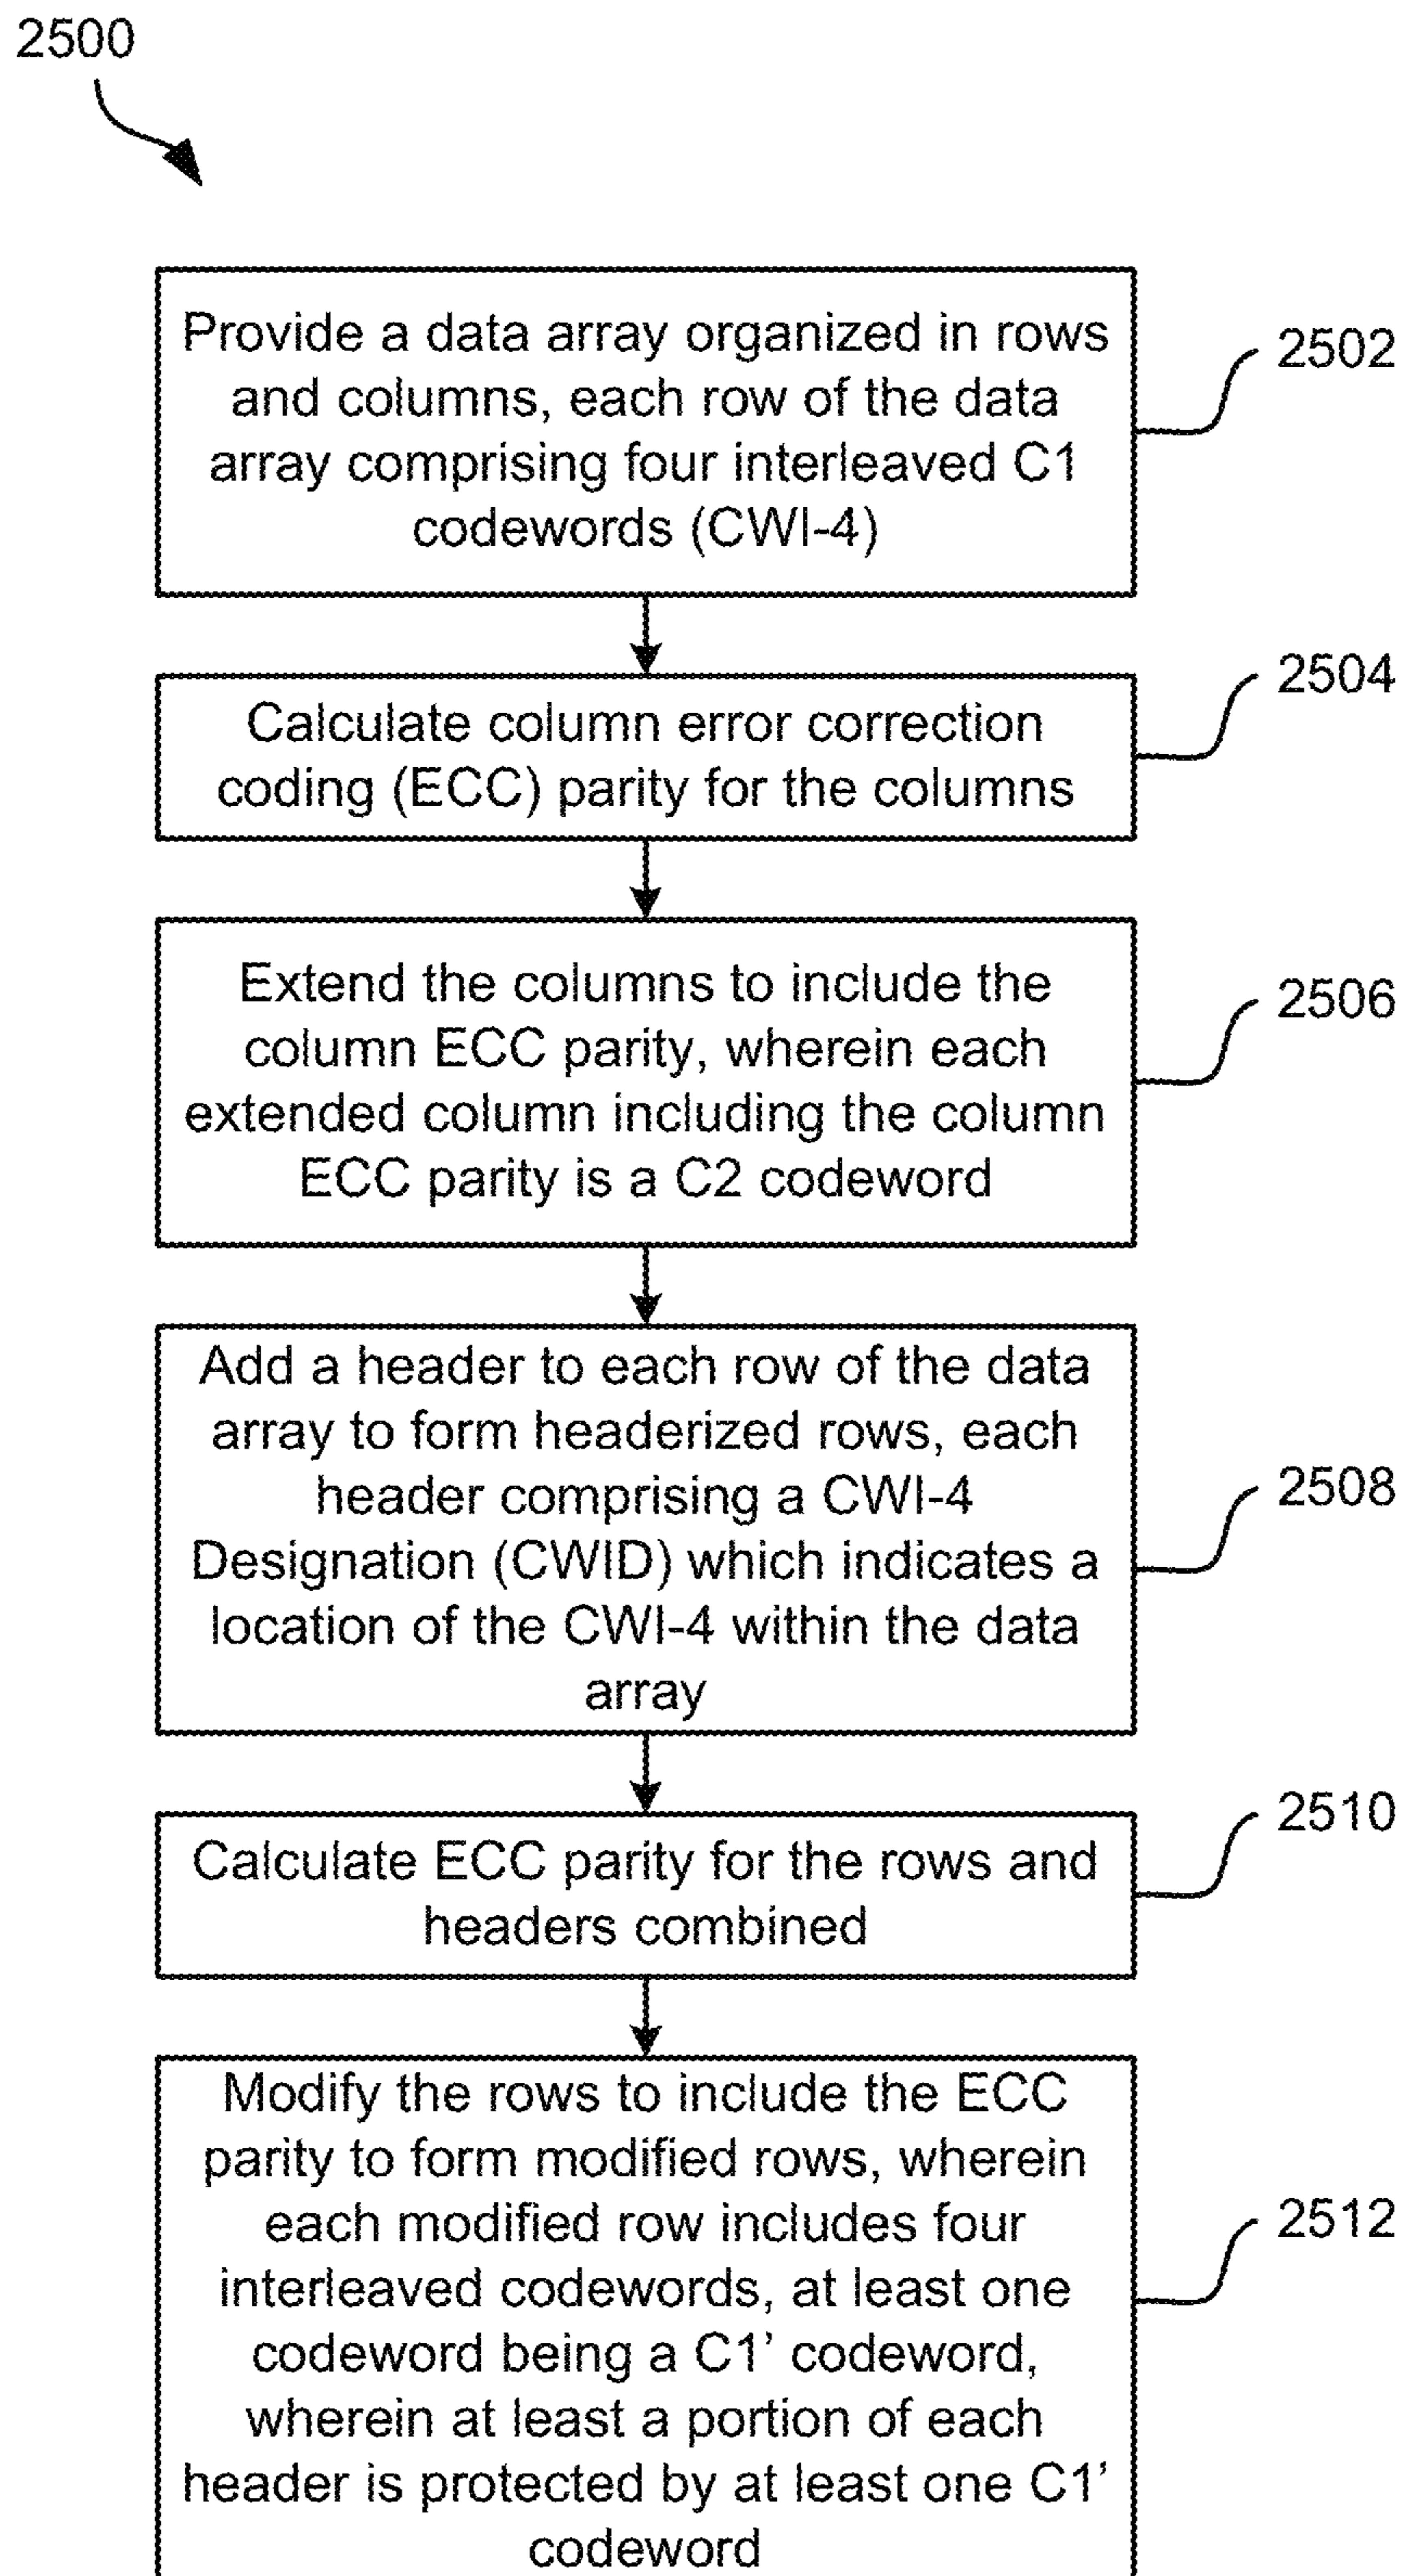 2500
Provide a data array organized in rows
and columns, each row of the data
array comprising four interleaved C1
codewords (CWI-4)
2502
Calculate column error correction
coding (ECC) parity for the columns
2504
Extend the columns to include the
column ECC parity, wherein each
extended column including the column
ECC parity is a C2 codeword
2506
Add a header to each row of the data
array to form headerized rows, each
header comprising a CWI-4
Designation (CWID) which indicates a
location of the CWI-4 within the data
array
2508
Calculate ECC parity for the rows and
headers combined
2510
Modify the rows to include the ECC
parity to form modified rows, wherein
each modified row includes four
interleaved codewords, at least one
codeword being a C1’ codeword,
wherein at least a portion of each
header is protected by at least one C1’
codeword
2512